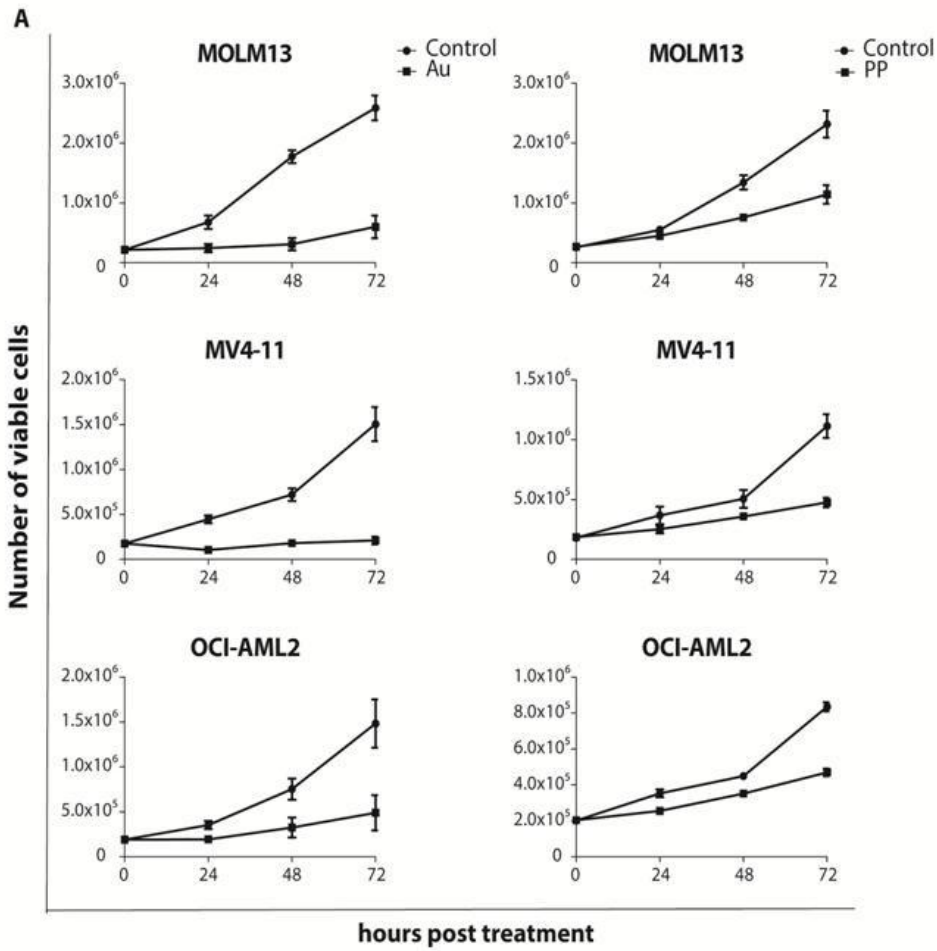 A
MOLM13
Control
Au
3.0x10⁶
2.0x10⁶
1.0x10⁶
0
0 24 48 72
MOLM13
Control
PP
3.0x10⁶
2.0x10⁶
1.0x10⁶
0
0 24 48 72
MV4-11
2.0x10⁶
1.5x10⁶
1.0x10⁶
5.0x10⁵
0
0 24 48 72
MV4-11
1.5x10⁶
1.0x10⁶
5.0x10⁵
0
0 24 48 72
OCI-AML2
2.0x10⁶
1.5x10⁶
1.0x10⁶
5.0x10⁵
0
0 24 48 72
OCI-AML2
1.0x10⁶
8.0x10⁵
6.0x10⁵
4.0x10⁵
2.0x10⁵
0
0 24 48 72
Number of viable cells
hours post treatment